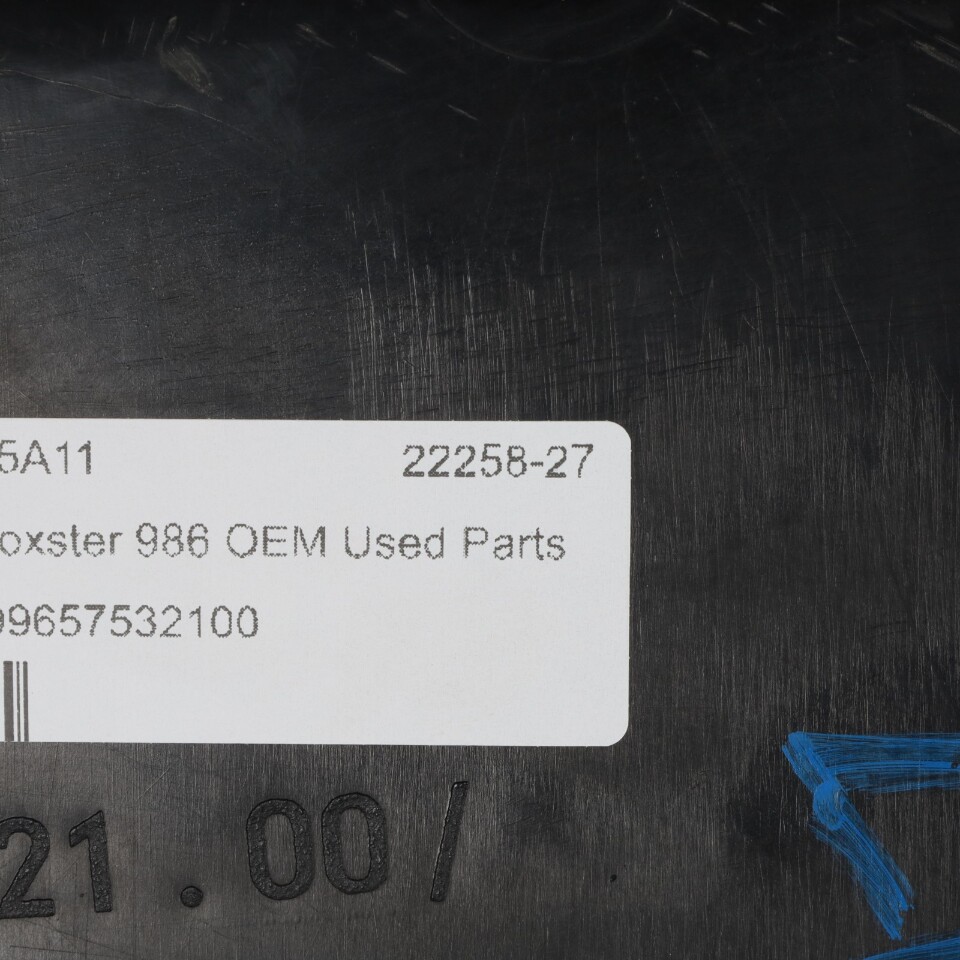 5A11 22258-27
oxster 986 OEM Used Parts
99657532100
21.00/